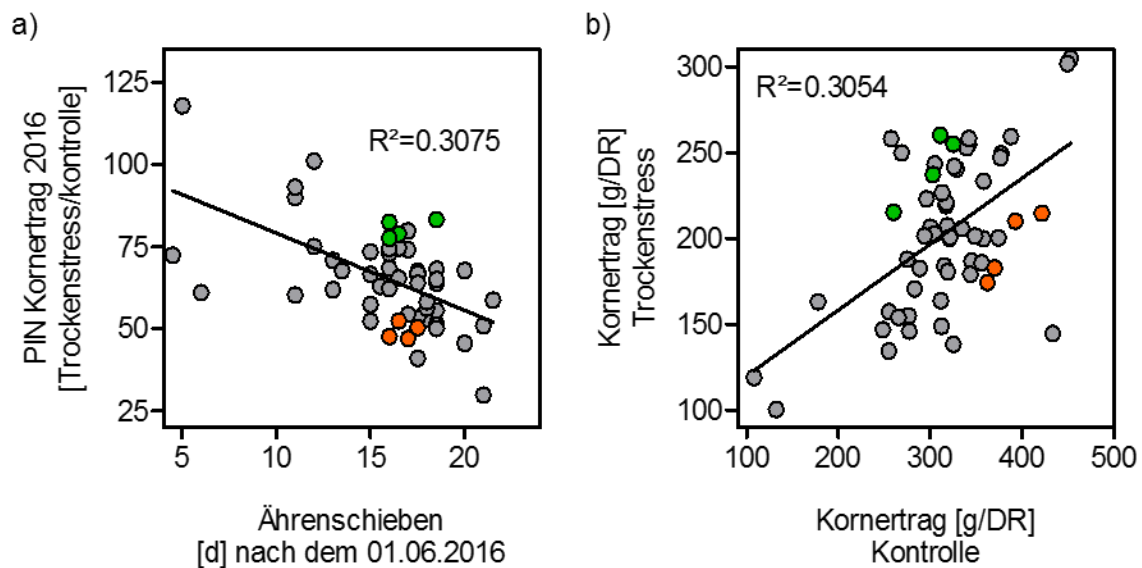 a)
PIN Kornertrag 2016
[Trockenstress/kontrolle]
125
100
75
50
25
R²=0.3075
5
10
15
20
Ährenschieben
[d] nach dem 01.06.2016
b)
Kornertrag [g/DR]
Trockenstress
300
250
200
150
100
R²=0.3054
100
200
300
400
500
Kornertrag [g/DR]
Kontrolle